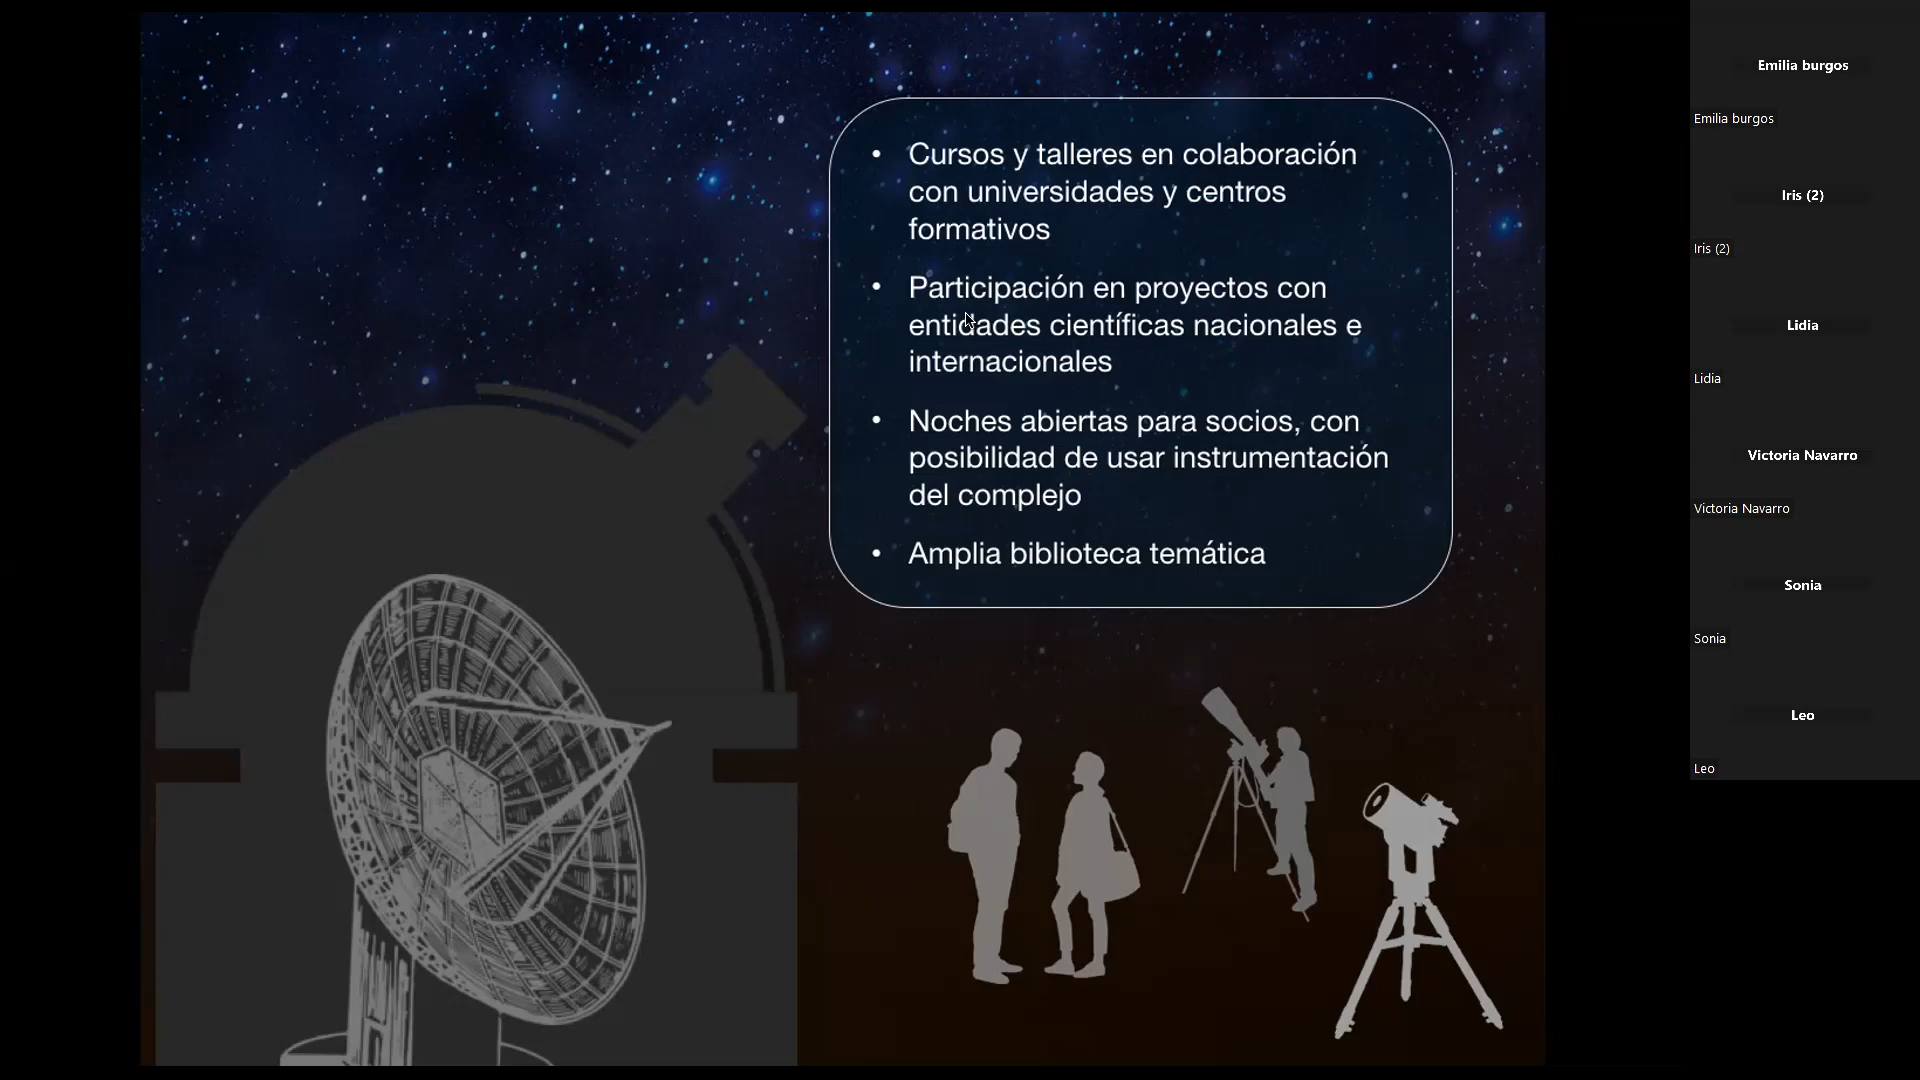 • Cursos y talleres en colaboración
con universidades y centros
formativos
• Participación en proyectos con
entidades científicas nacionales e
internacionales
• Noches abiertas para socios, con
posibilidad de usar instrumentación
del complejo
• Amplia biblioteca temática
Emilia burgos
Emilia burgos
Iris (2)
Iris (2)
Lidia
Lidia
Victoria Navarro
Victoria Navarro
Sonia
Sonia
Leo
Leo